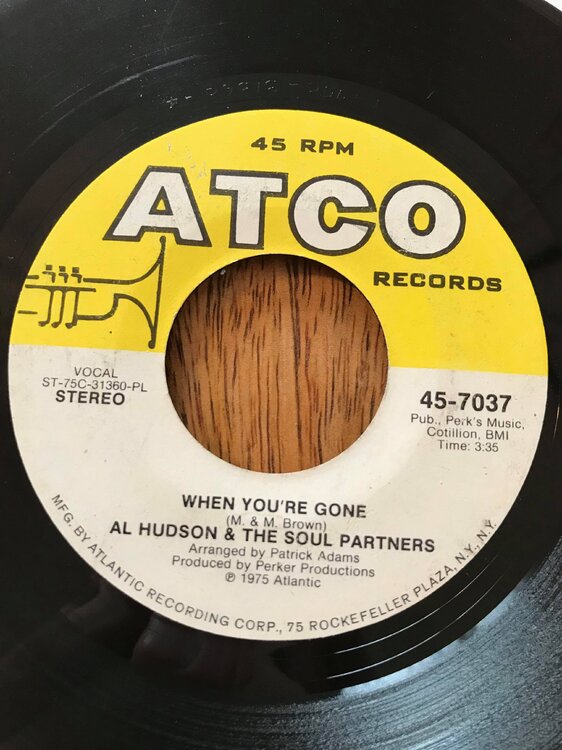 45 RPM
ATCO
RECORDS
VOCAL
ST-75C-31360-PL
STEREO
45-7037
Pub., Perk's Music,
Cotillion, BMI
Time: 3:35
WHEN YOU'RE GONE
(M. & M. Brown)
AL HUDSON & THE SOUL PARTNERS
Arranged by Patrick Adams
Produced by Perker Productions
℗ 1975 Atlantic
MFG. BY ATLANTIC RECORDING CORP., 75 ROCKEFELLER PLAZA, N.Y., N.Y.